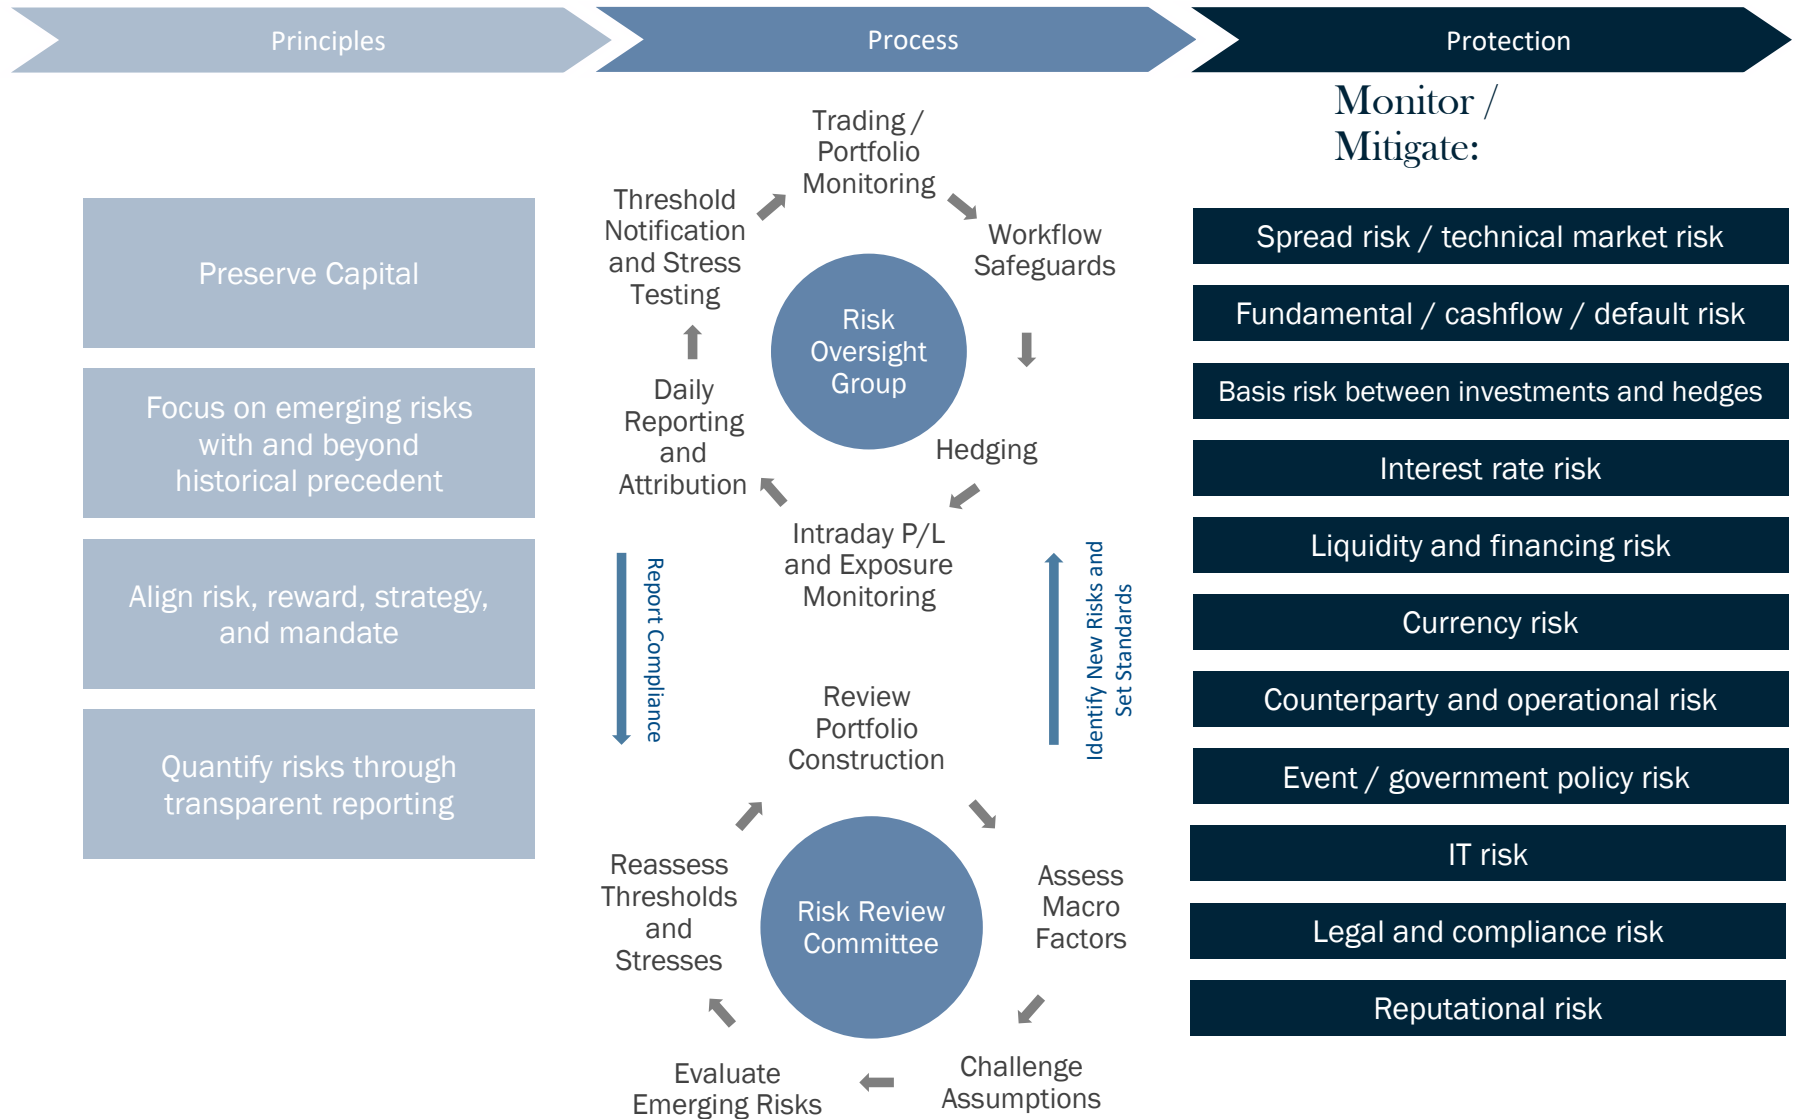 Principles
Process
Protection
Preserve Capital
Focus on emerging risks
with and beyond
historical precedent
Align risk, reward, strategy,
and mandate
Quantify risks through
transparent reporting
Trading /
Portfolio
Monitoring
Workflow
Safeguards
Hedging
Intraday P/L
and Exposure
Monitoring
Daily
Reporting
and
Attribution
Threshold
Notification
and Stress
Testing
Risk
Oversight
Group
Report Compliance
Identify New Risks and
Set Standards
Review
Portfolio
Construction
Assess
Macro
Factors
Challenge
Assumptions
Evaluate
Emerging Risks
Reassess
Thresholds
and
Stresses
Risk Review
Committee
Monitor /
Mitigate:
Spread risk / technical market risk
Fundamental / cashflow / default risk
Basis risk between investments and hedges
Interest rate risk
Liquidity and financing risk
Currency risk
Counterparty and operational risk
Event / government policy risk
IT risk
Legal and compliance risk
Reputational risk